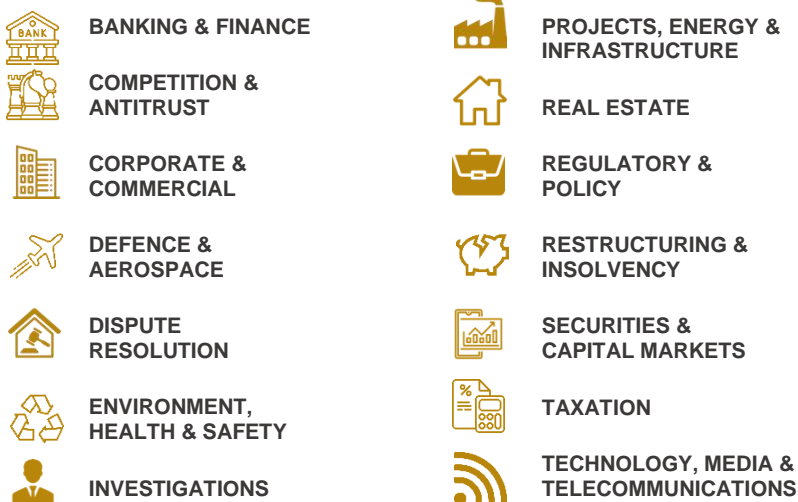 BANK
BANKING & FINANCE
COMPETITION &
ANTITRUST
CORPORATE &
COMMERCIAL
DEFENCE &
AEROSPACE
DISPUTE
RESOLUTION
ENVIRONMENT,
HEALTH & SAFETY
INVESTIGATIONS
PROJECTS, ENERGY &
INFRASTRUCTURE
REAL ESTATE
REGULATORY &
POLICY
RESTRUCTURING &
INSOLVENCY
SECURITIES &
CAPITAL MARKETS
%
TAXATION
TECHNOLOGY, MEDIA &
TELECOMMUNICATIONS